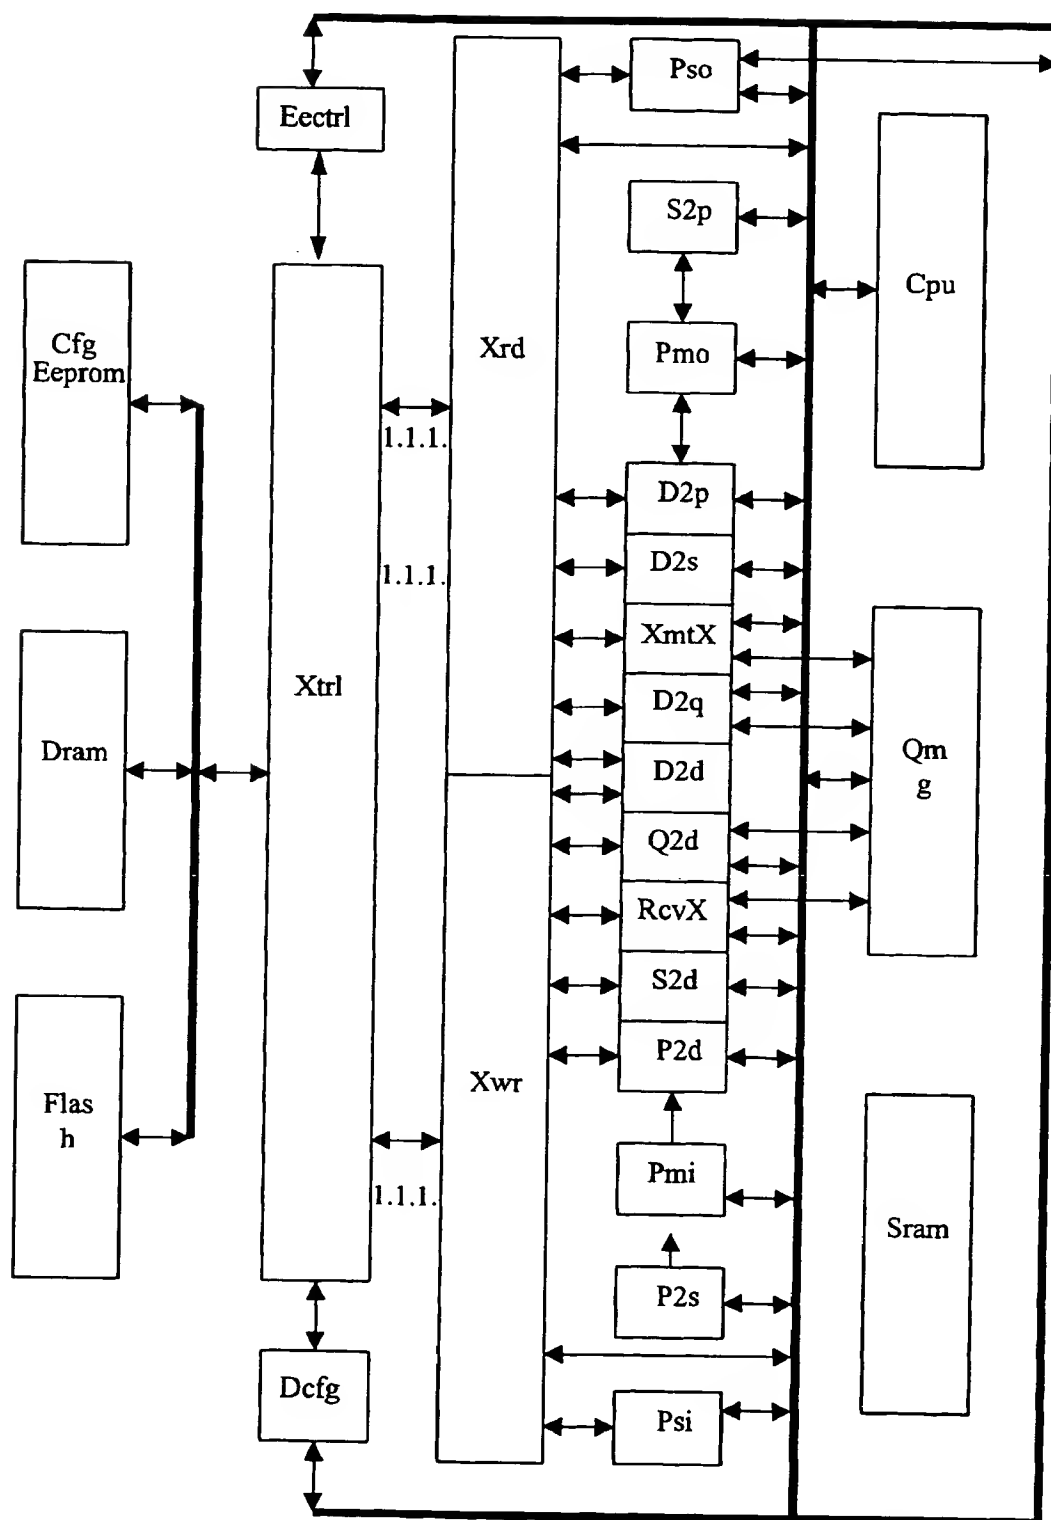 Pso
Eectrl
S2p
Cpu
Cfg
Eeprom
Xrd
Pmo
1.1.1.
D2p
D2s
1.1.1.
XmtX
Xtrl
D2q
Dram
D2d
Qm
g
Q2d
RcvX
S2d
P2d
Xwr
Flas
h
Pmi
1.1.1.
Sram
P2s
Dcfg
Psi